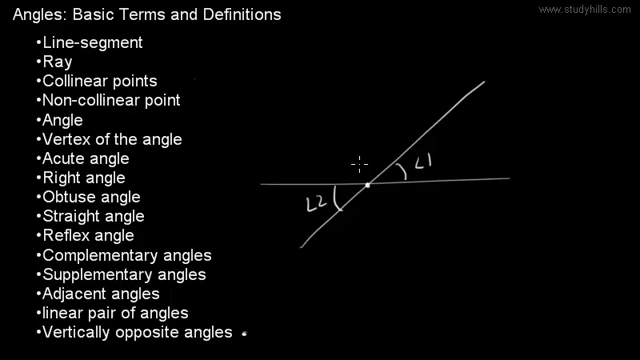 Angles: Basic Terms and Definitions
www.studyhills.com
•Line-segment
•Ray
•Collinear points
•Non-collinear point
•Angle
•Vertex of the angle
•Acute angle
•Right angle
•Obtuse angle
•Straight angle
•Reflex angle
•Complementary angles
•Supplementary angles
•Adjacent angles
•linear pair of angles
•Vertically opposite angles
∠1
∠2